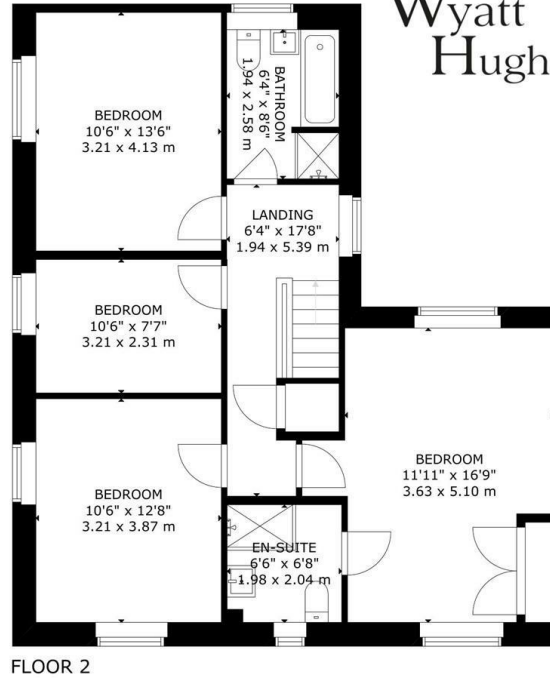 Wyatt
Hugh
BEDROOM
10'6" x 13'6"
3.21 x 4.13 m
BATHROOM
6'4" x 8'6"
1.94 x 2.58 m
LANDING
6'4" x 17'8"
1.94 x 5.39 m
BEDROOM
10'6" x 7'7"
3.21 x 2.31 m
BEDROOM
11'11" x 16'9"
3.63 x 5.10 m
BEDROOM
10'6" x 12'8"
3.21 x 3.87 m
EN-SUITE
6'6" x 6'8"
1.98 x 2.04 m
FLOOR 2